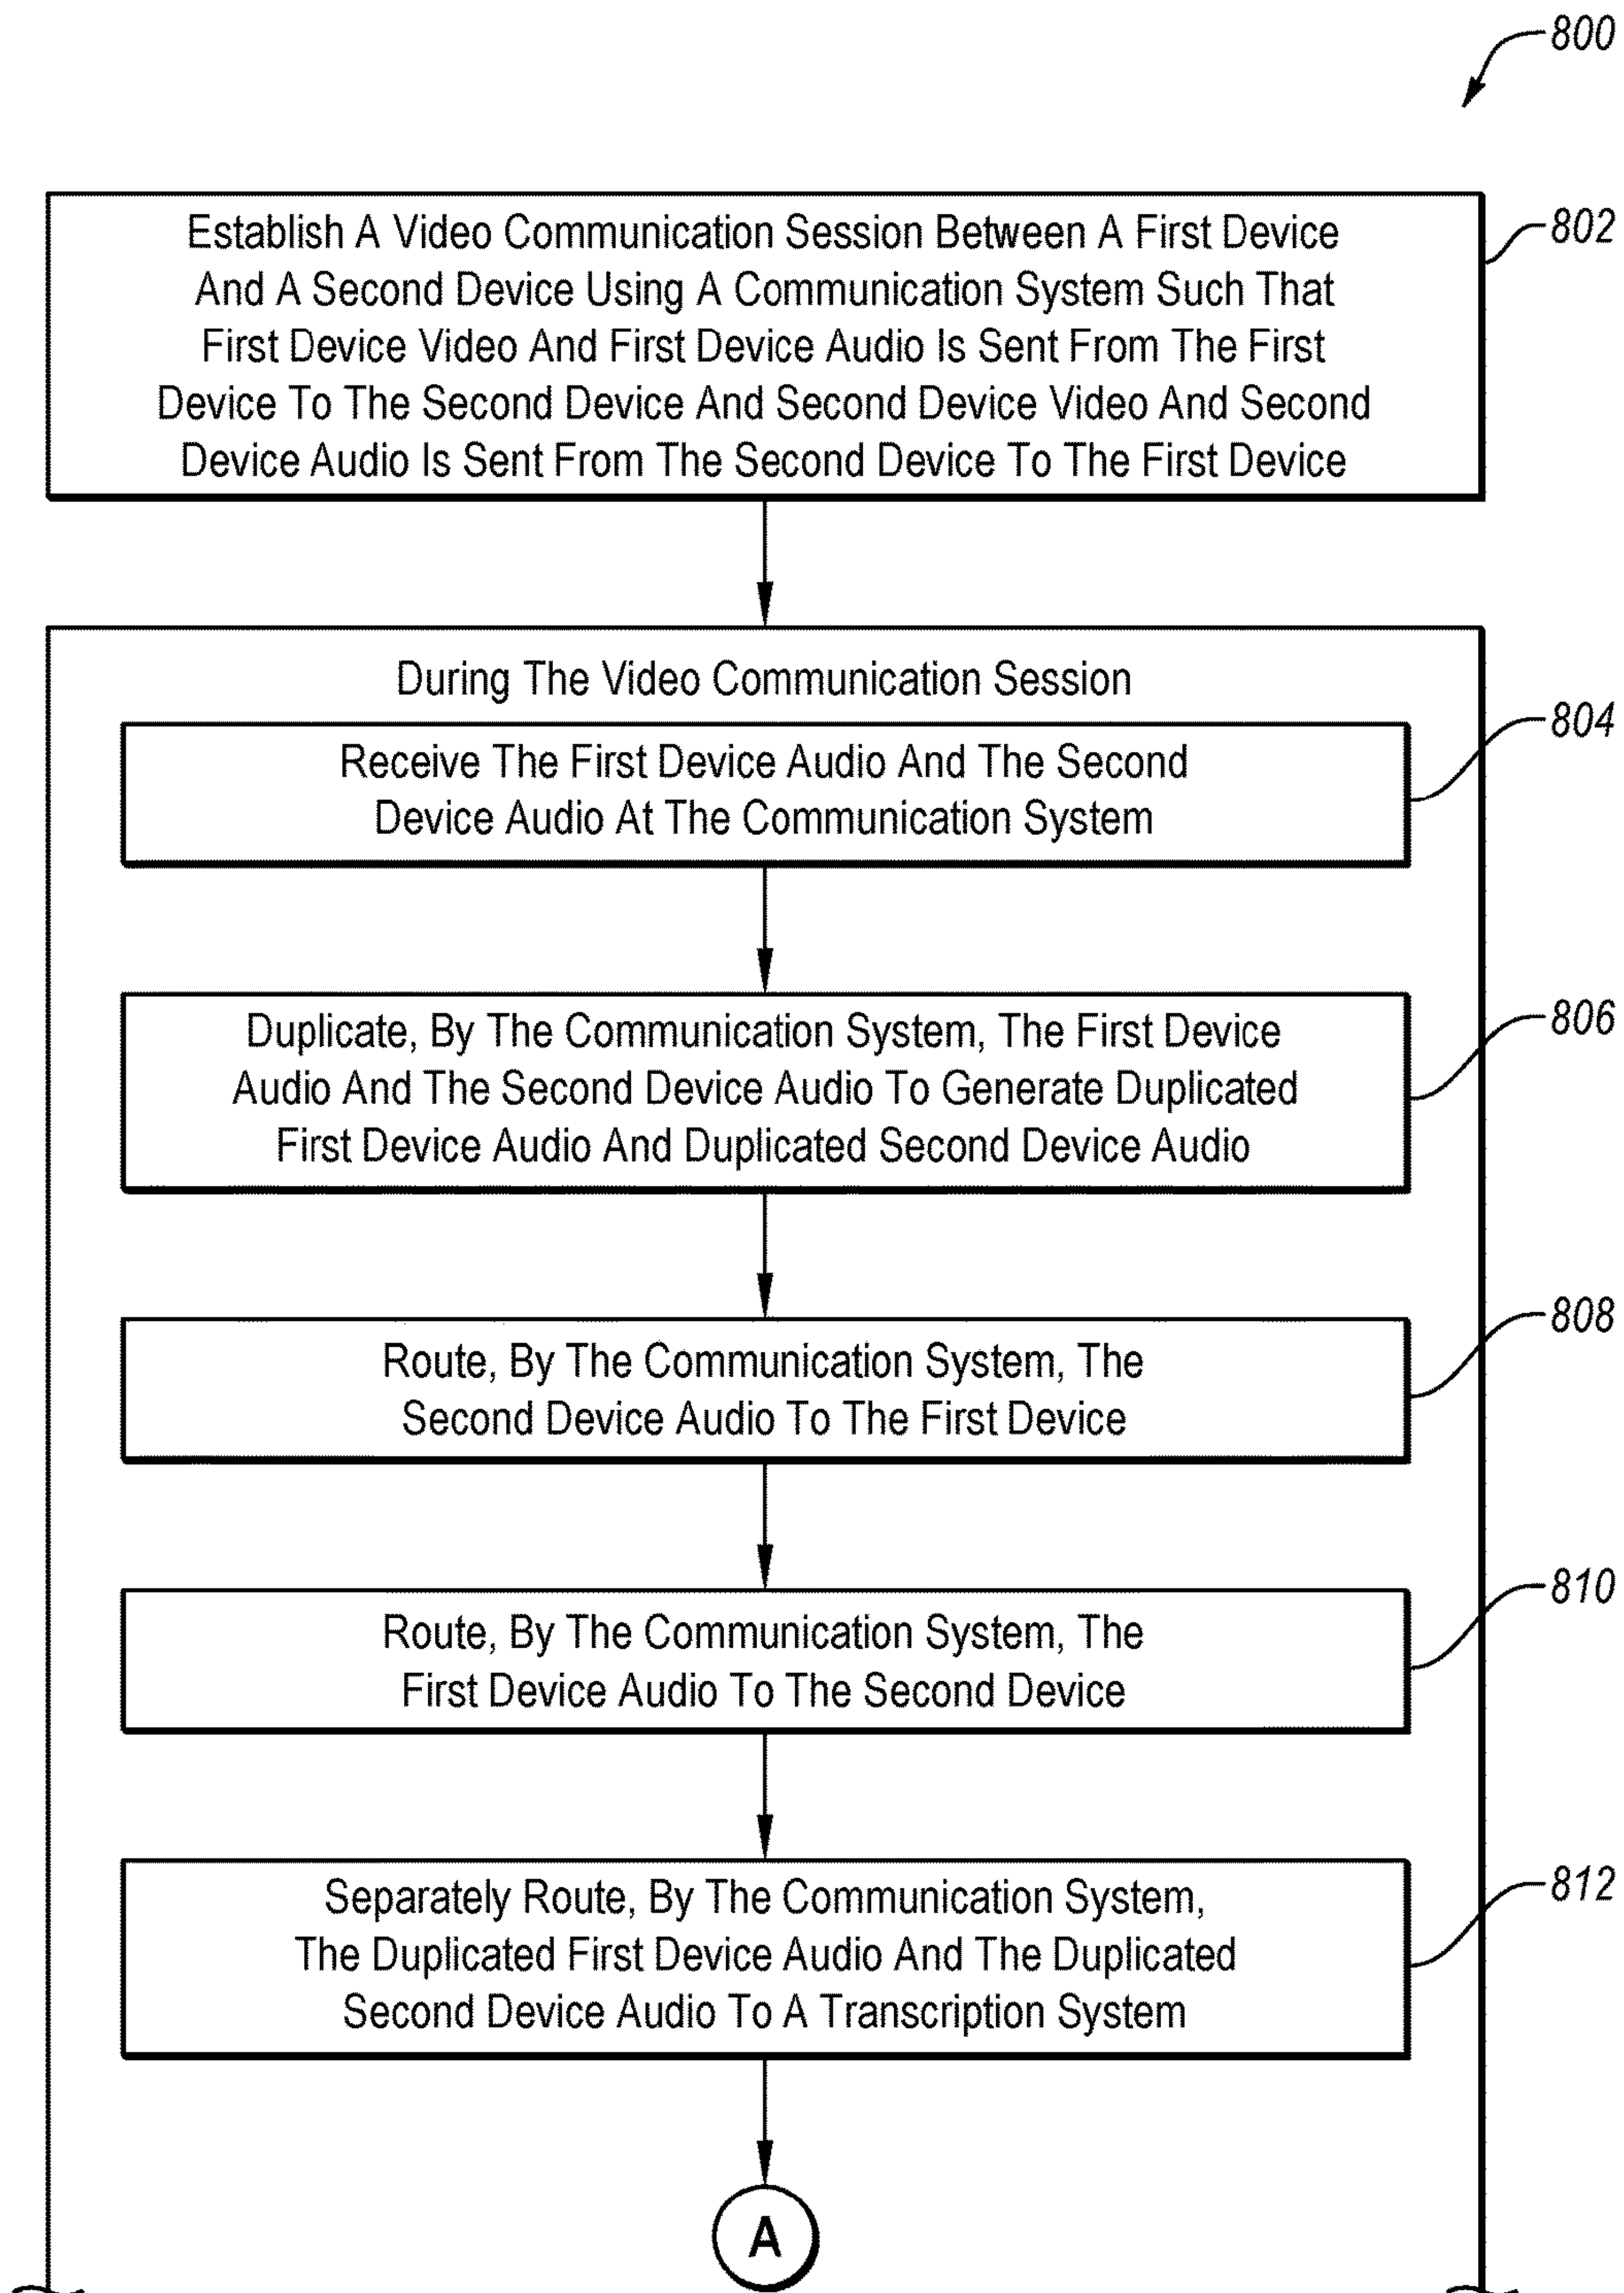 800
Establish A Video Communication Session Between A First Device
And A Second Device Using A Communication System Such That
First Device Video And First Device Audio Is Sent From The First
Device To The Second Device And Second Device Video And Second
Device Audio Is Sent From The Second Device To The First Device
802
During The Video Communication Session
Receive The First Device Audio And The Second
Device Audio At The Communication System
804
Duplicate, By The Communication System, The First Device
Audio And The Second Device Audio To Generate Duplicated
First Device Audio And Duplicated Second Device Audio
806
Route, By The Communication System, The
Second Device Audio To The First Device
808
Route, By The Communication System, The
First Device Audio To The Second Device
810
Separately Route, By The Communication System,
The Duplicated First Device Audio And The Duplicated
Second Device Audio To A Transcription System
812
A